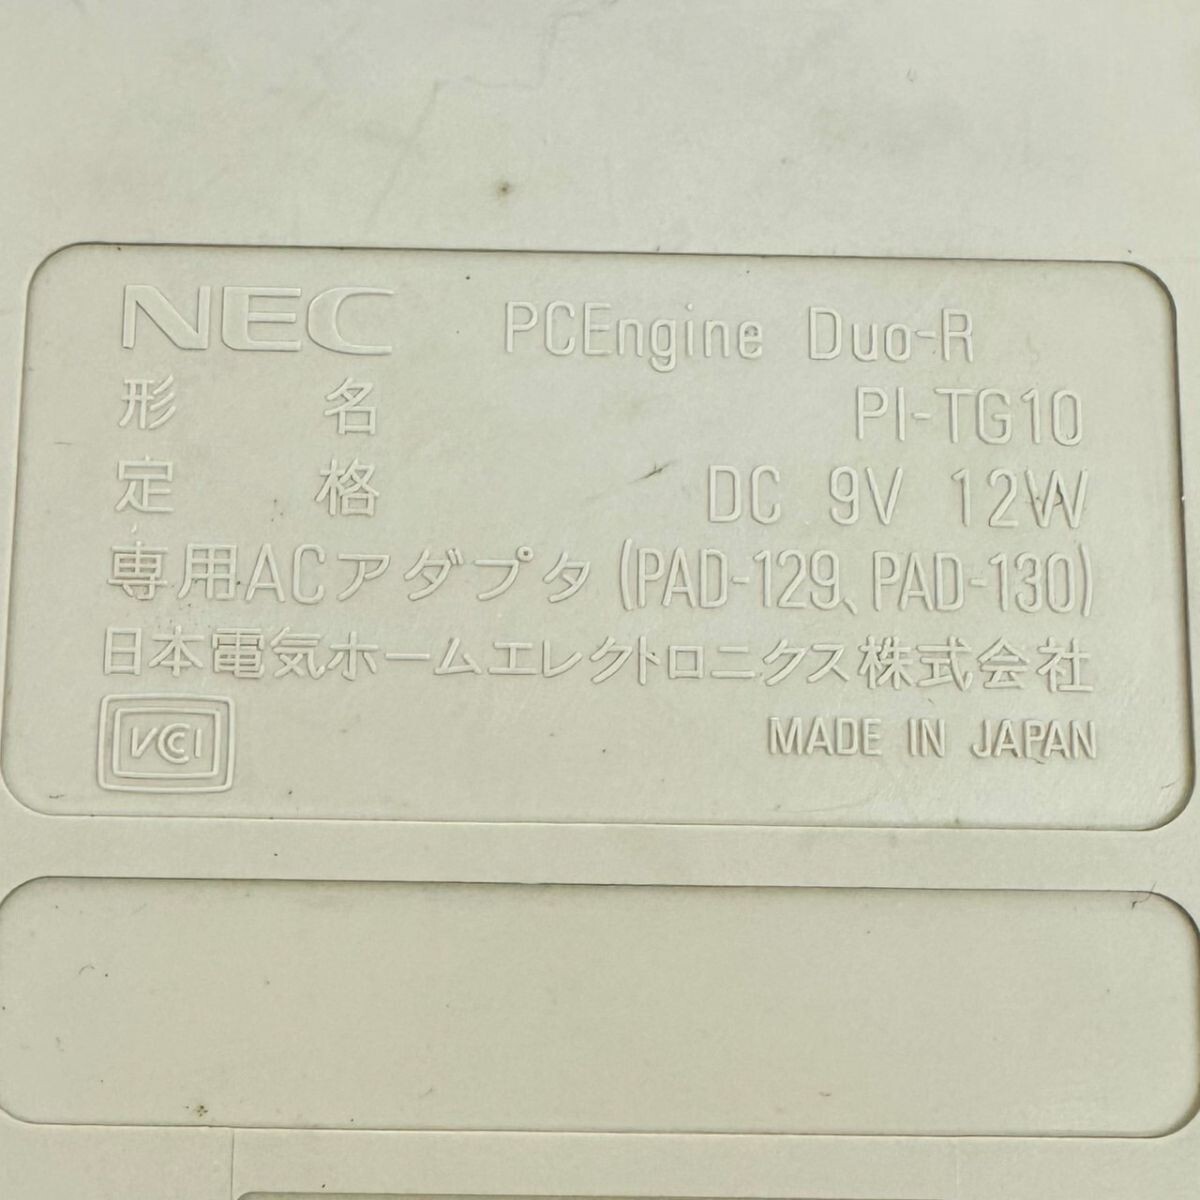 NEC PCEngine Duo-R
形 名 PI-TG10
定 格 DC 9V 12W
専用ACアダプタ(PAD-129、PAD-130)
日本電気ホームエレクトロニクス株式会社
VCCI MADE IN JAPAN